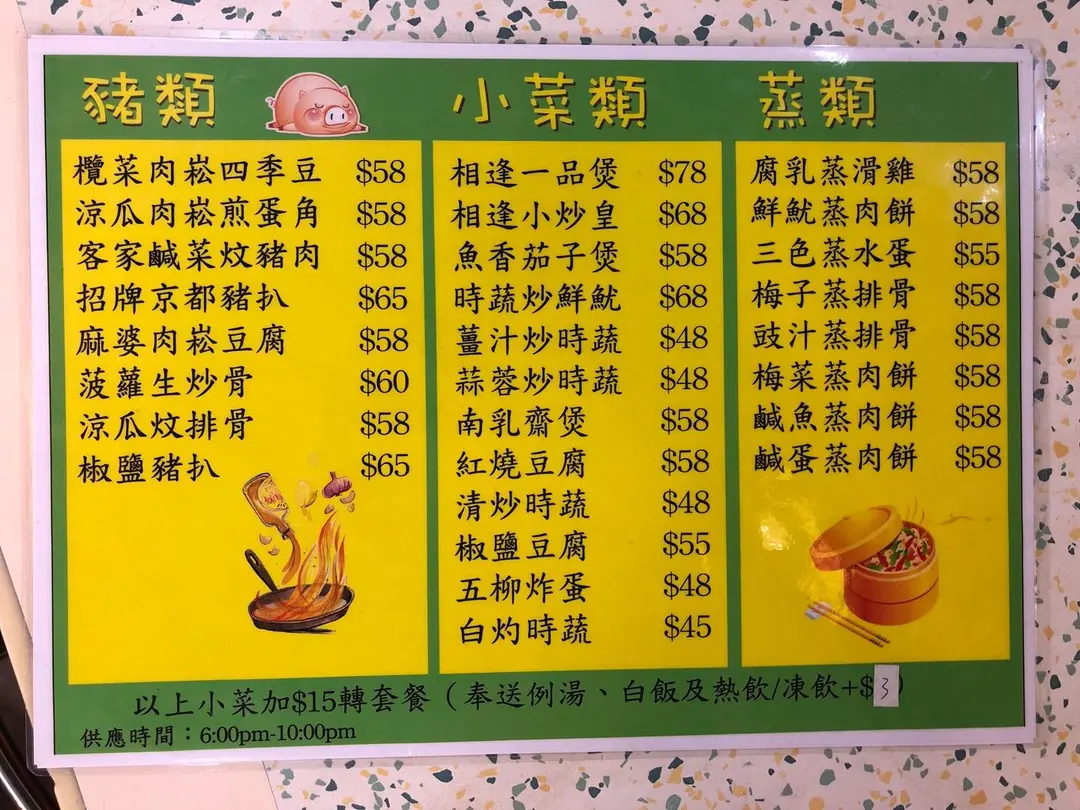 豬類
欖菜肉崧四季豆 $58
涼瓜肉崧煎蛋角 $58
客家鹹菜炆豬肉 $58
招牌京都豬扒 $65
麻婆肉崧豆腐 $58
菠蘿生炒骨 $60
涼瓜炆排骨 $58
椒鹽豬扒 $65
小菜類
相逢一品煲 $78
相逢小炒皇 $68
魚香茄子煲 $58
時蔬炒鮮魷 $68
薑汁炒時蔬 $48
蒜蓉炒時蔬 $48
南乳齋煲 $58
紅燒豆腐 $58
清炒時蔬 $48
椒鹽豆腐 $55
五柳炸蛋 $48
白灼時蔬 $45
蒸類
腐乳蒸滑雞 $58
鮮魷蒸肉餅 $58
三色蒸水蛋 $55
梅子蒸排骨 $58
豉汁蒸排骨 $58
梅菜蒸肉餅 $58
鹹魚蒸肉餅 $58
鹹蛋蒸肉餅 $58
以上小菜加$15轉套餐（奉送例湯、白飯及熱飲/凍飲+$3）
供應時間：6:00pm-10:00pm